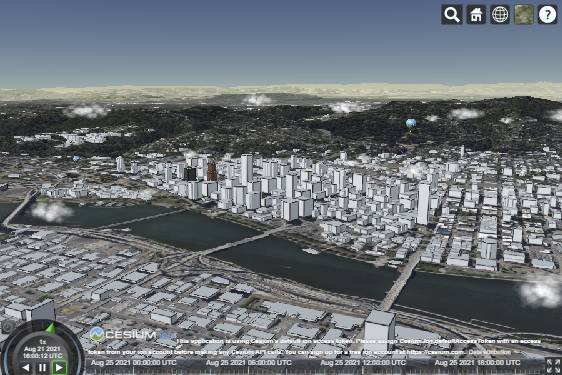 ?
1x
Aug 21 2021
16:00:12 UTC
CESIUM ion
This application is using Cesium's default ion access token. Please assign Cesium.Ion.defaultAccessToken with an access
token from your ion account before making any Cesium API calls. You can sign up for a free ion account at https://cesium.com. Data attribution
Aug 25 2021 00:00:00 UTC
Aug 25 2021 06:00:00 UTC
Aug 25 2021 12:00:00 UTC
Aug 25 2021 18:00:00 UTC